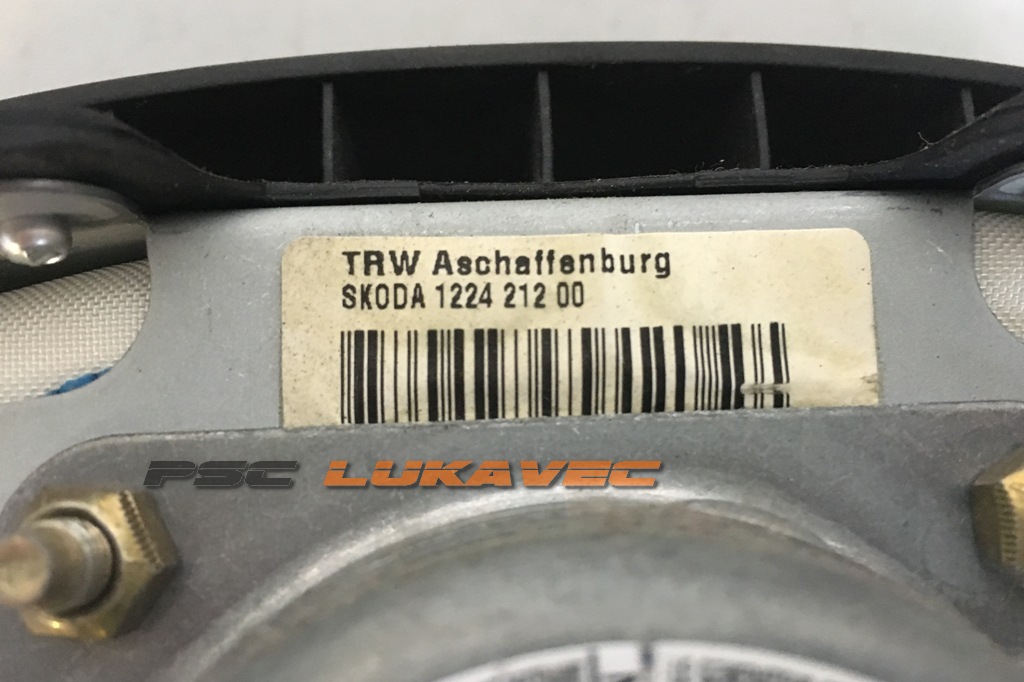 TRW Aschaffenburg
SKODA 1224 212 00
PSC LUKAVEC